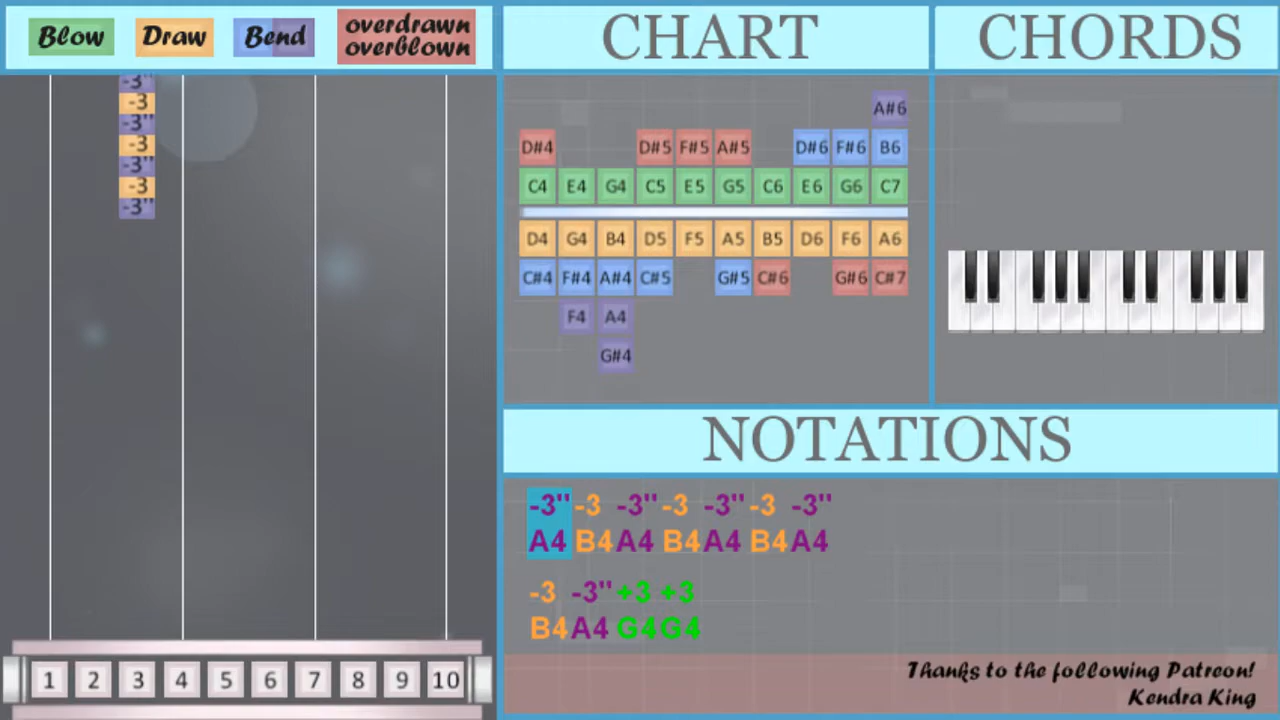 Blow Draw Bend overdrawn
overblown
CHART
CHORDS
-3"
-3
-3"
-3
-3"
-3
-3"
A#6
D#4 D#5 F#5 A#5 D#6 F#6 B6
C4 E4 G4 C5 E5 G5 C6 E6 G6 C7
D4 G4 B4 D5 F5 A5 B5 D6 F6 A6
C#4 F#4 A#4 C#5 G#5 C#6 G#6 C#7
F4 A4
G#4
NOTATIONS
-3" -3 -3" -3 -3" -3 -3"
A4 B4 A4 B4 A4 B4 A4
-3 -3" +3 +3
B4 A4 G4 G4
1 2 3 4 5 6 7 8 9 10
Thanks to the following Patreon!
Kendra King